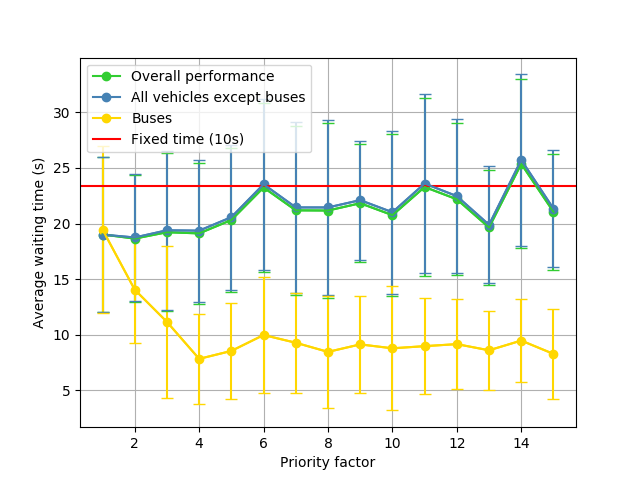 Overall performance
All vehicles except buses
Buses
Fixed time (10s)
Average waiting time (s)
30
25
20
15
10
5
2 4 6 8 10 12 14
Priority factor